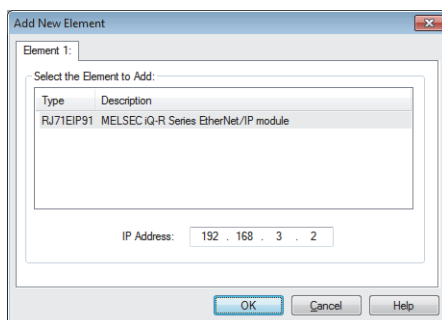 Add New Element
Element 1:
Select the Element to Add:
Type Description
RJ71EIP91 MELSEC iQ-R Series EtherNet/IP module
IP Address: 192 . 168 . 3 . 2
OK Cancel Help